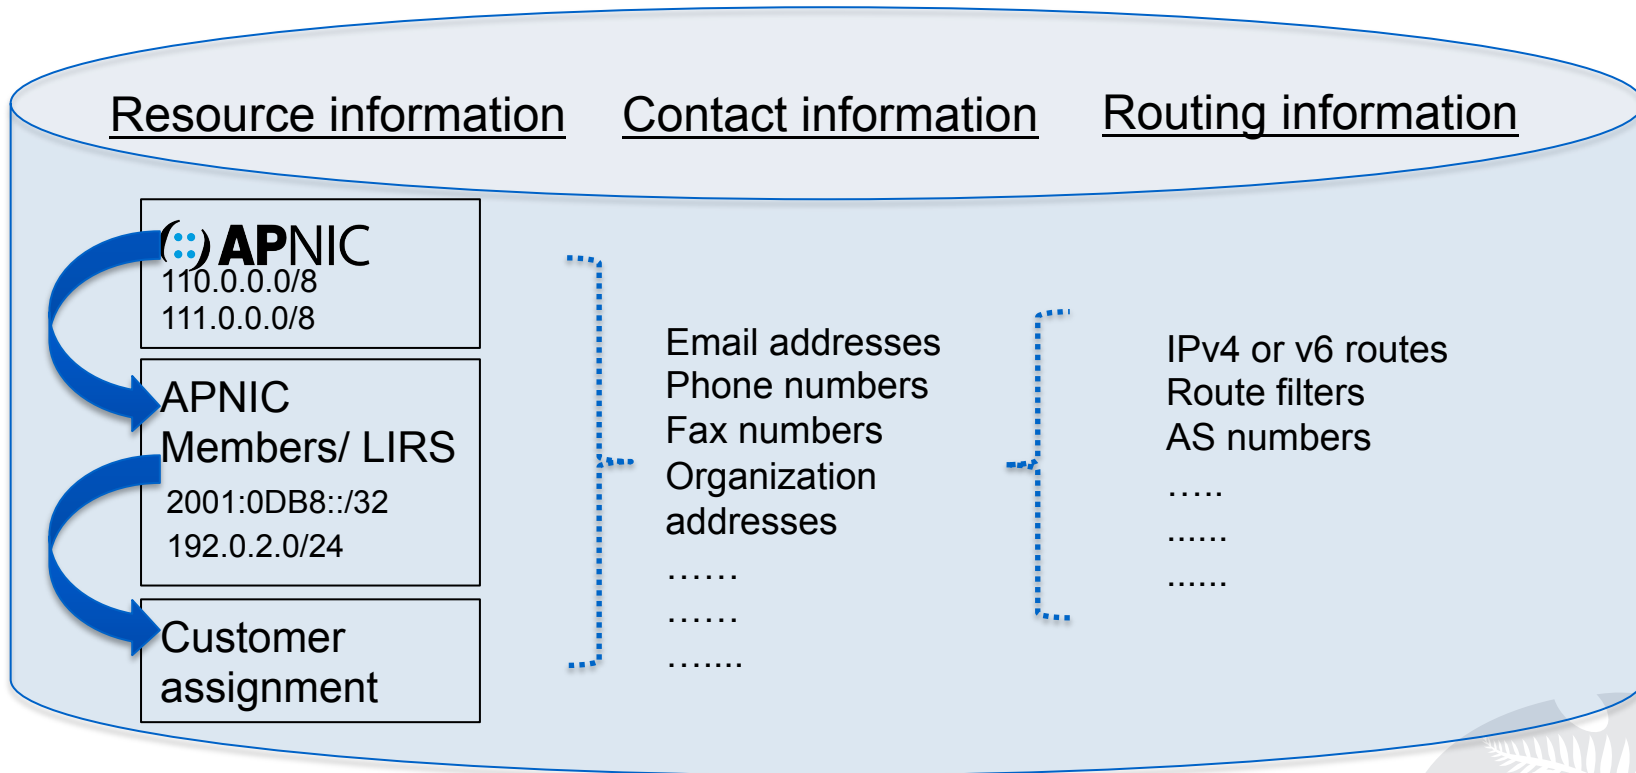 Resource information
Contact information
Routing information
APNIC
110.0.0.0/8
111.0.0.0/8
APNIC
Members/ LIRS
2001:0DB8::/32
192.0.2.0/24
Customer
assignment
Email addresses
Phone numbers
Fax numbers
Organization
addresses
……
……
…....
IPv4 or v6 routes
Route filters
AS numbers
…..
......
......